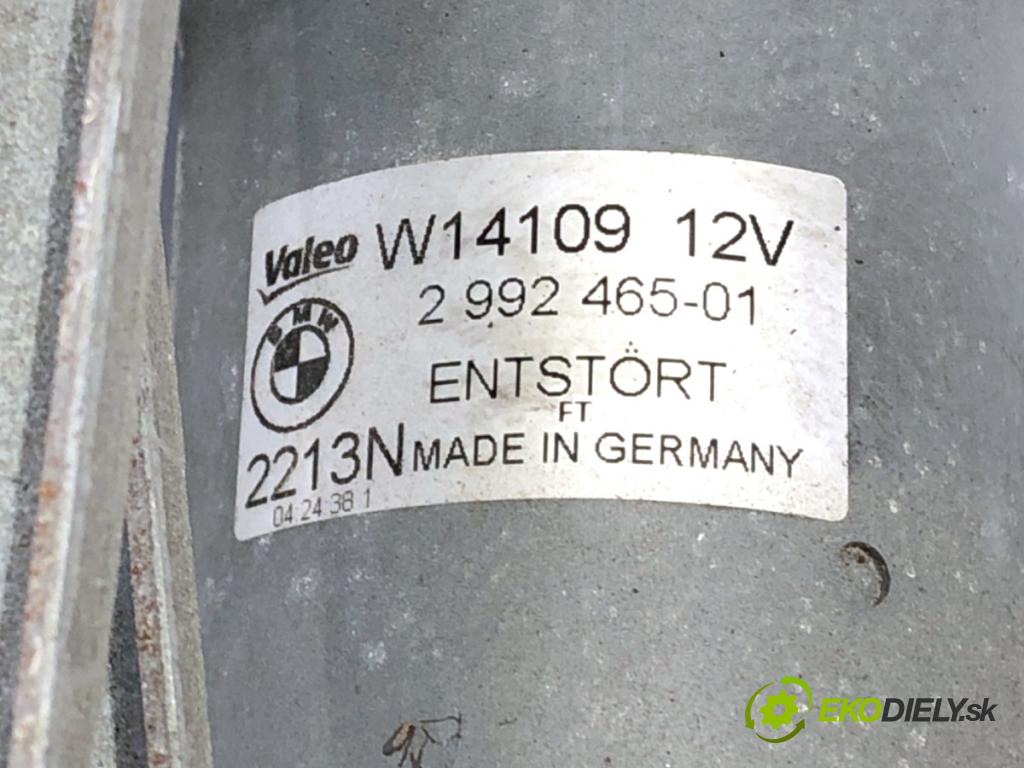 Valeo W14109 12V
BMW
2 992 465-01
ENTSTÖRT
FT
2213N MADE IN GERMANY
04:24:38 1
EKODIELY.sk